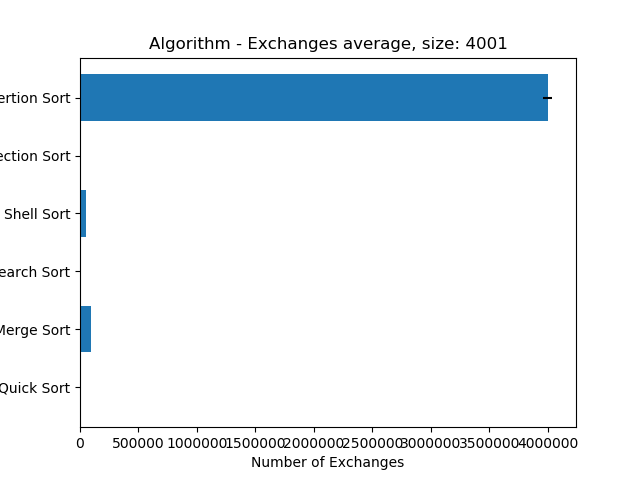 Algorithm - Exchanges average, size: 4001
ertion Sort
ection Sort
Shell Sort
earch Sort
Merge Sort
Quick Sort
0 500000 1000000 1500000 2000000 2500000 3000000 3500000 4000000
Number of Exchanges